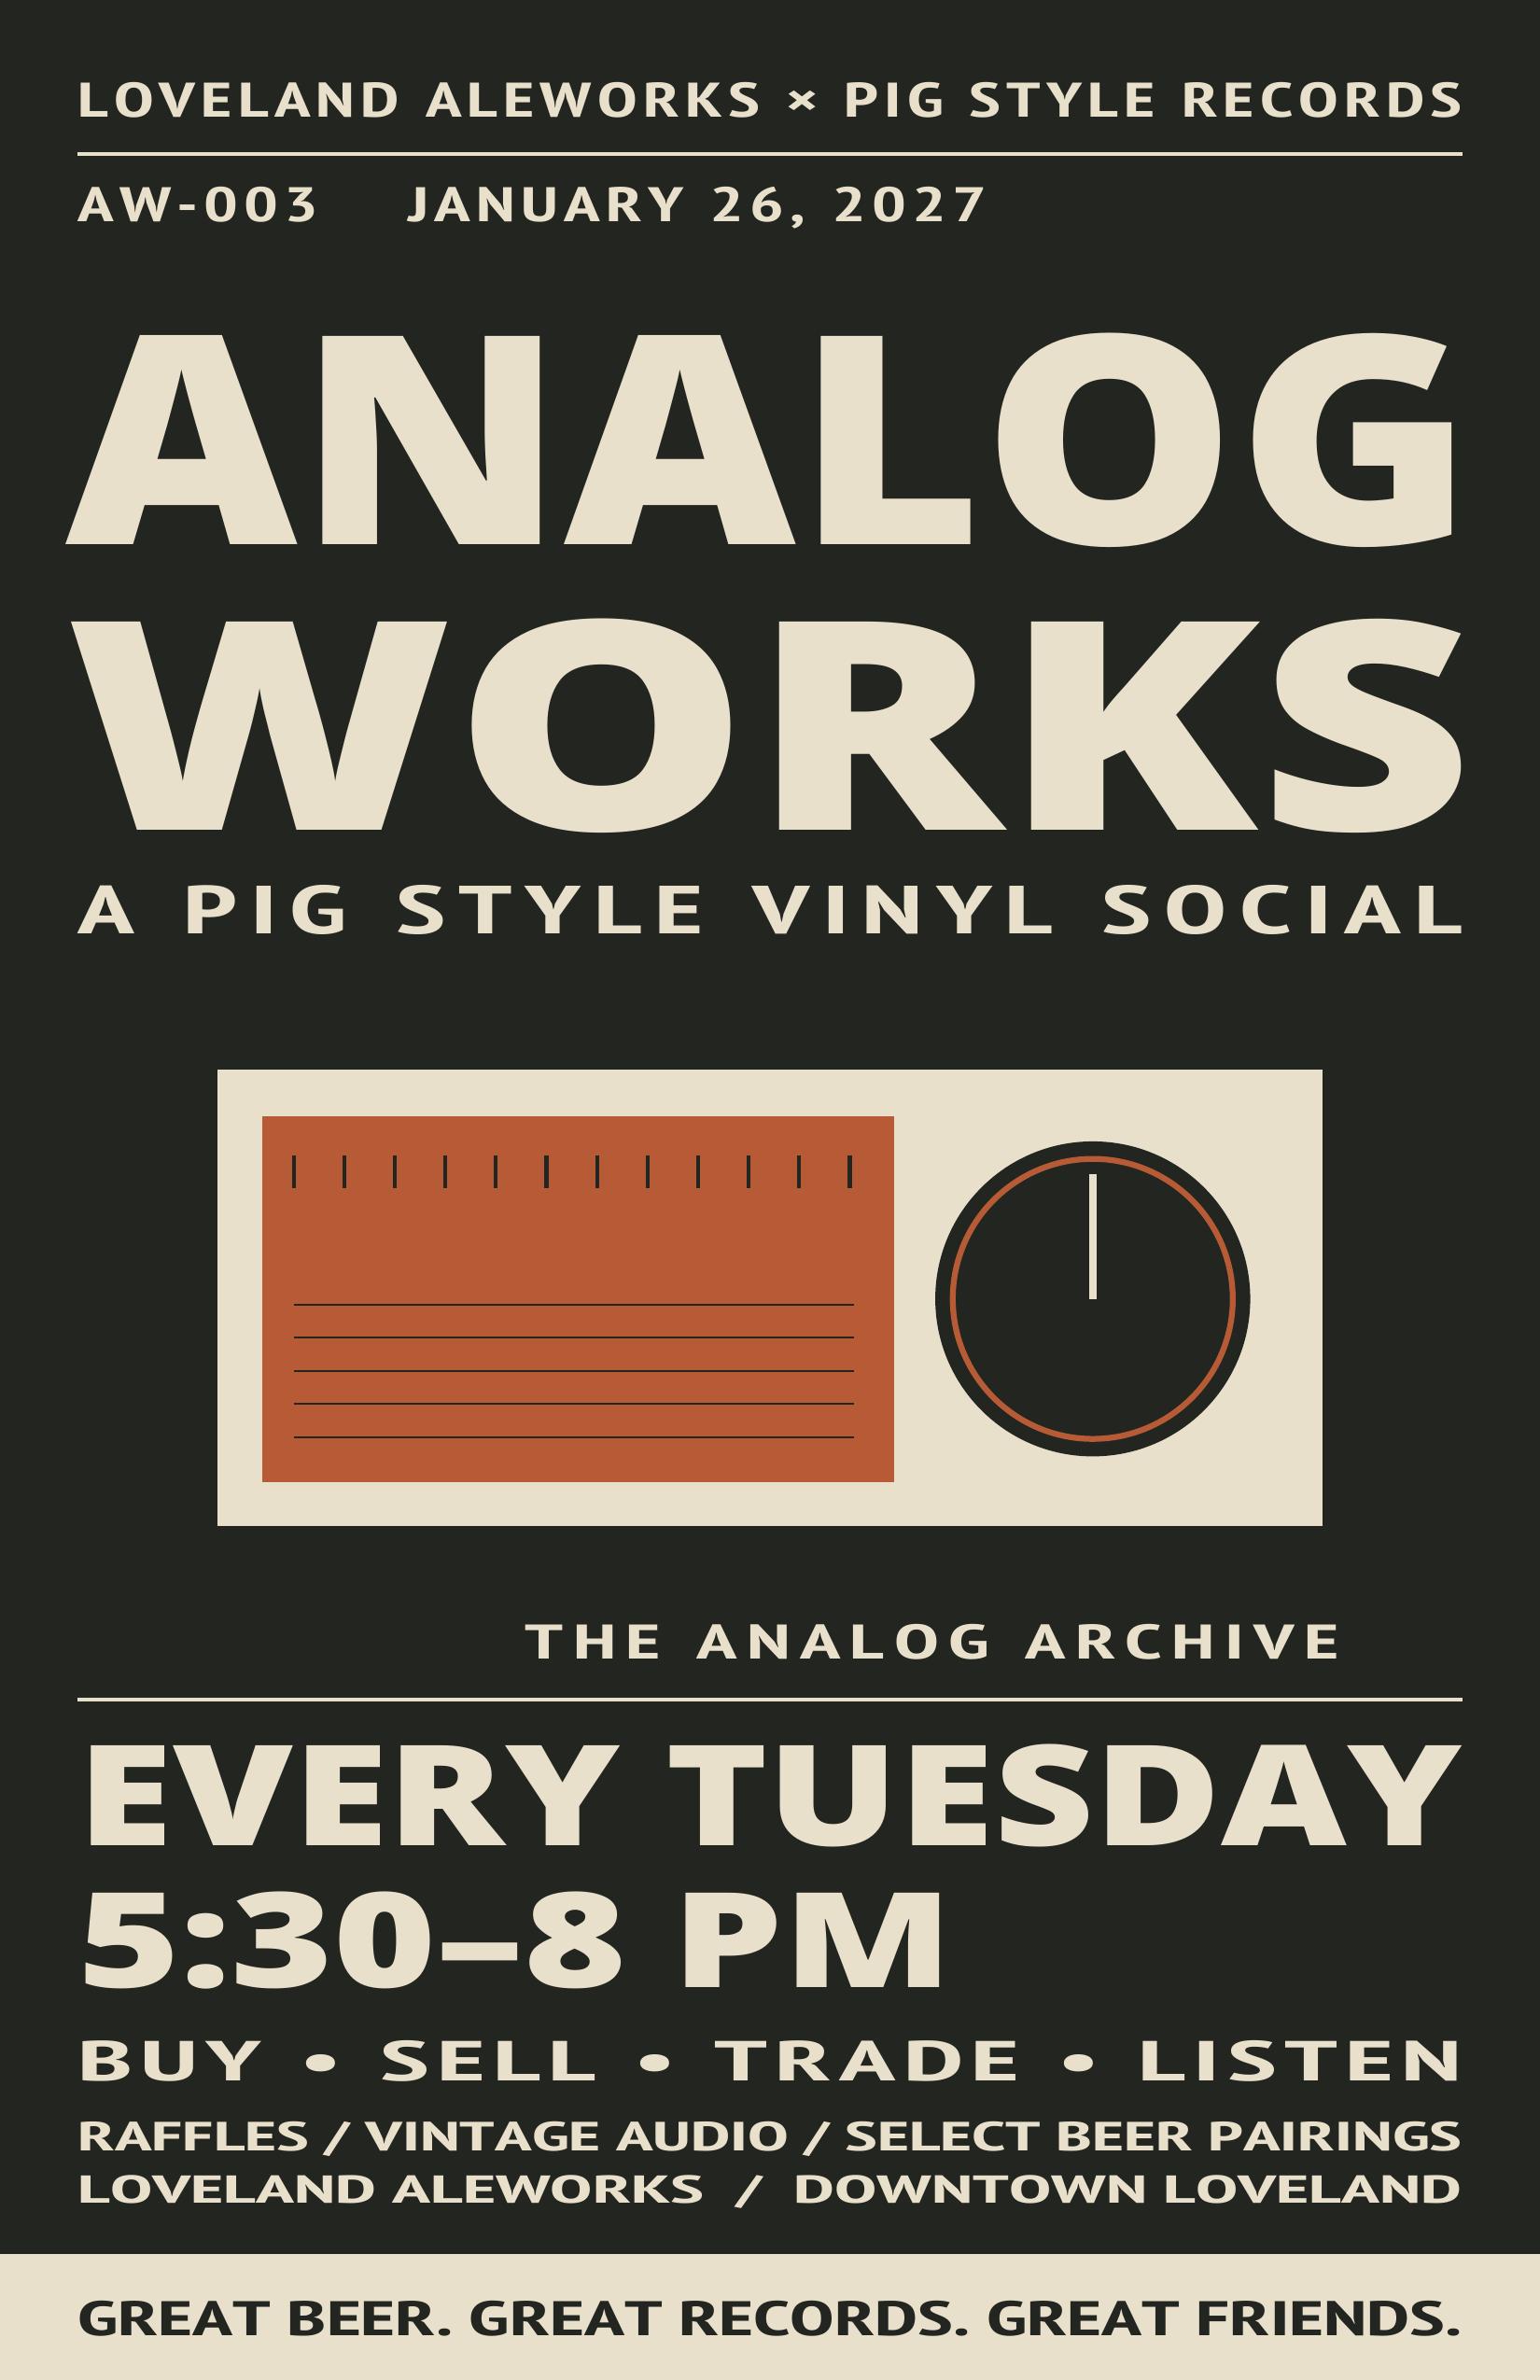 LOVELAND ALEWORKS × PIG STYLE RECORDS
AW-003 JANUARY 26, 2027
ANALOG
WORKS
A PIG STYLE VINYL SOCIAL
THE ANALOG ARCHIVE
EVERY TUESDAY
5:30–8 PM
BUY • SELL • TRADE • LISTEN
RAFFLES / VINTAGE AUDIO / SELECT BEER PAIRINGS
LOVELAND ALEWORKS / DOWNTOWN LOVELAND
GREAT BEER. GREAT RECORDS. GREAT FRIENDS.